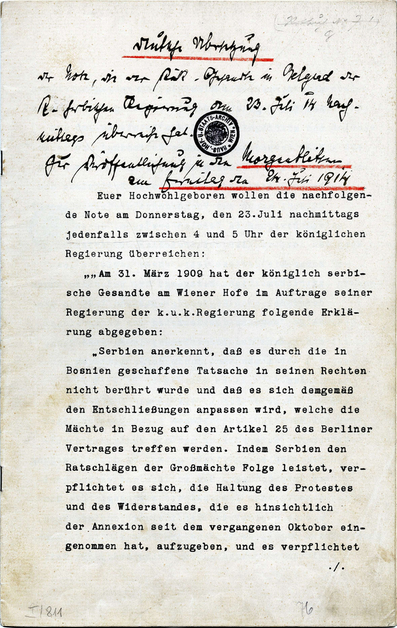 Deutsche Übersetzung
der Note, die der k.u.k. Gesandte in Belgrad der
k. serbischen Regierung am 23. Juli 14 nach-
mittags überreicht hat.
HAUS- HOF- U. STAATS-ARCHIV WIEN
Zur Veröffentlichung in den Morgenblättern
am Freitag den 24. Juli 1914
Euer Hochwohlgeboren wollen die nachfolgen-
de Note am Donnerstag, den 23.Juli nachmittags
jedenfalls zwischen 4 und 5 Uhr der königlichen
Regierung überreichen:
„„Am 31. März 1909 hat der königlich serbi-
sche Gesandte am Wiener Hofe im Auftrage seiner
Regierung der k.u.k.Regierung folgende Erklä-
rung abgegeben:
„Serbien anerkennt, daß es durch die in
Bosnien geschaffene Tatsache in seinen Rechten
nicht berührt wurde und daß es sich demgemäß
den Entschließungen anpassen wird, welche die
Mächte in Bezug auf den Artikel 25 des Berliner
Vertrages treffen werden. Indem Serbien den
Ratschlägen der Großmächte Folge leistet, ver-
pflichtet es sich, die Haltung des Protestes
und des Widerstandes, die es hinsichtlich
der Annexion seit dem vergangenen Oktober ein-
genommen hat, aufzugeben, und es verpflichtet
./.
I/811
76